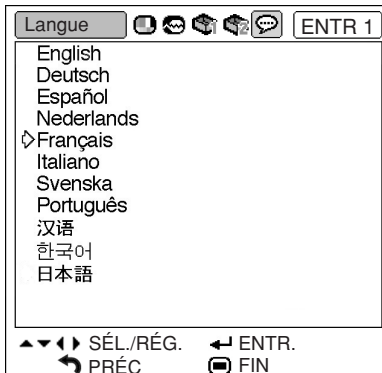 Langue ENTR 1
English
Deutsch
Español
Nederlands
Français
Italiano
Svenska
Português
汉语
한국어
日本語
SÉL./RÉG. ENTR.
PRÉC FIN